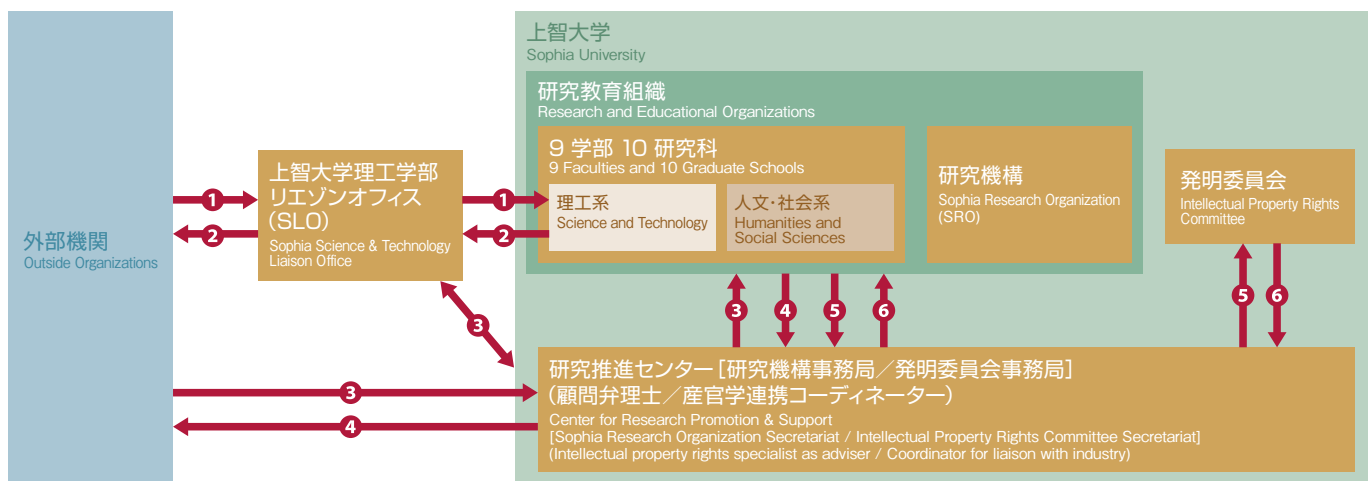 外部機関
Outside Organizations
1
2
上智大学理工学部
リエゾンオフィス
(SLO)
Sophia Science & Technology
Liaison Office
1
2
3
3
4
上智大学
Sophia University
研究教育組織
Research and Educational Organizations
9 学部 10 研究科
9 Faculties and 10 Graduate Schools
理工系
Science and Technology
人文・社会系
Humanities and
Social Sciences
研究機構
Sophia Research Organization
(SRO)
発明委員会
Intellectual Property Rights
Committee
3
4
5
6
5
6
研究推進センター[研究機構事務局／発明委員会事務局]
(顧問弁理士／産官学連携コーディネーター)
Center for Research Promotion & Support
[Sophia Research Organization Secretariat / Intellectual Property Rights Committee Secretariat]
(Intellectual property rights specialist as adviser / Coordinator for liaison with industry)